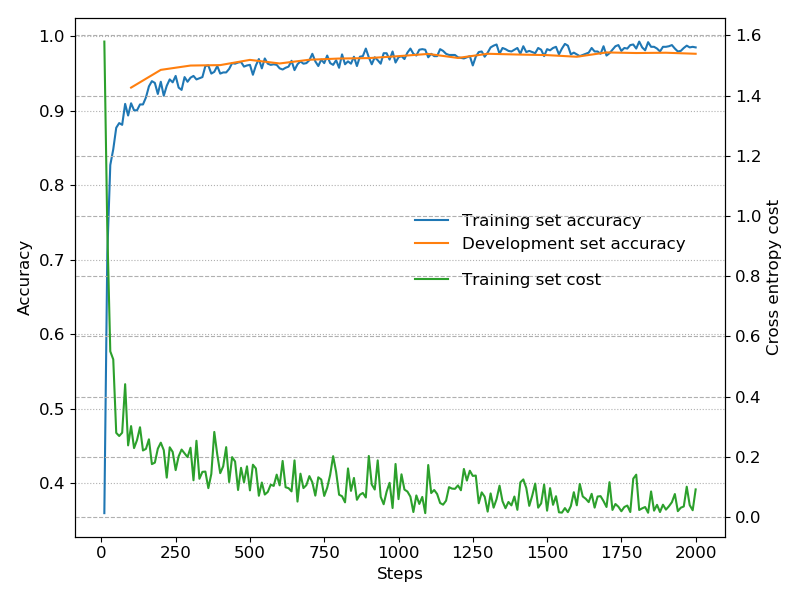 1.0
0.9
0.8
0.7
0.6
0.5
0.4
Accuracy
1.6
1.4
1.2
1.0
0.8
0.6
0.4
0.2
0.0
Cross entropy cost
Training set accuracy
Development set accuracy
Training set cost
0 250 500 750 1000 1250 1500 1750 2000
Steps